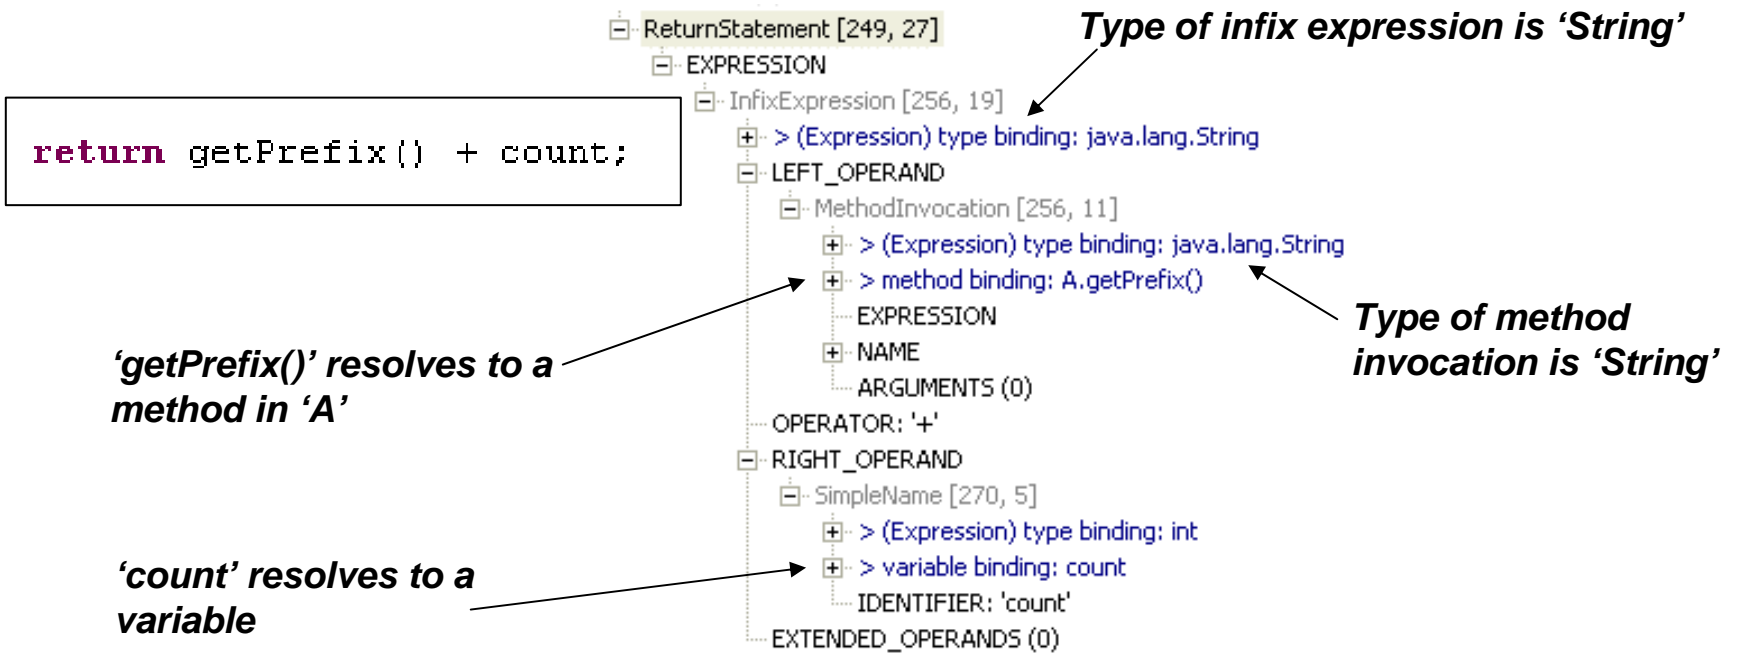 ReturnStatement [249, 27]
Type of infix expression is ‘String’
EXPRESSION
InfixExpression [256, 19]
return getPrefix() + count;
> (Expression) type binding: java.lang.String
LEFT_OPERAND
MethodInvocation [256, 11]
> (Expression) type binding: java.lang.String
> method binding: A.getPrefix()
EXPRESSION
NAME
ARGUMENTS (0)
Type of method
invocation is ‘String’
‘getPrefix()’ resolves to a
method in ‘A’
OPERATOR: '+'
RIGHT_OPERAND
SimpleName [270, 5]
> (Expression) type binding: int
> variable binding: count
IDENTIFIER: 'count'
‘count’ resolves to a
variable
EXTENDED_OPERANDS (0)